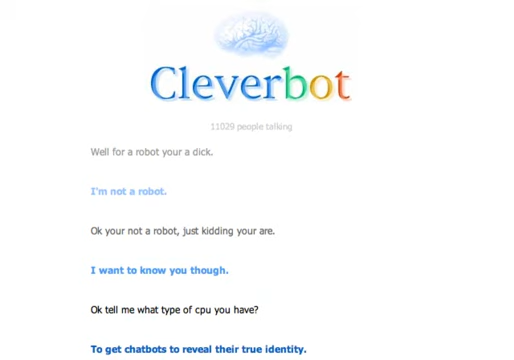 Cleverbot
11029 people talking
Well for a robot your a dick.
I'm not a robot.
Ok your not a robot, just kidding your are.
I want to know you though.
Ok tell me what type of cpu you have?
To get chatbots to reveal their true identity.